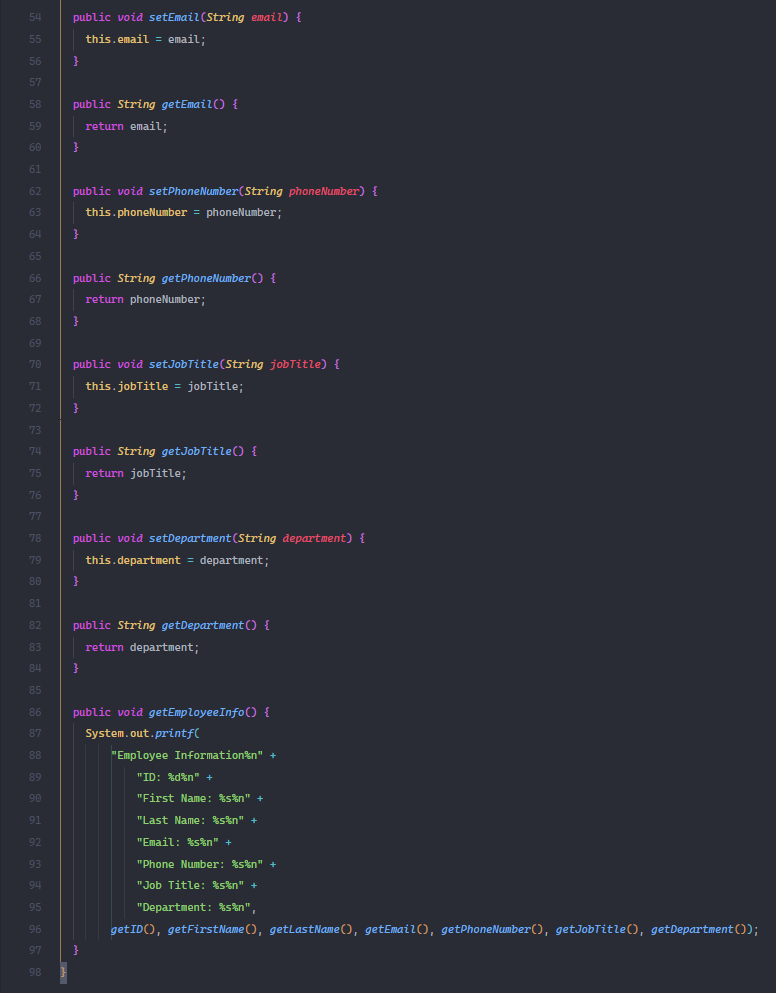 54 public void setEmail(String email) {
55 this.email = email;
56 }
57
58 public String getEmail() {
59 return email;
60 }
61
62 public void setPhoneNumber(String phoneNumber) {
63 this.phoneNumber = phoneNumber;
64 }
65
66 public String getPhoneNumber() {
67 return phoneNumber;
68 }
69
70 public void setJobTitle(String jobTitle) {
71 this.jobTitle = jobTitle;
72 }
73
74 public String getJobTitle() {
75 return jobTitle;
76 }
77
78 public void setDepartment(String department) {
79 this.department = department;
80 }
81
82 public String getDepartment() {
83 return department;
84 }
85
86 public void getEmployeeInfo() {
87 System.out.printf(
88 "Employee Information%n" +
89 "ID: %d%n" +
90 "First Name: %s%n" +
91 "Last Name: %s%n" +
92 "Email: %s%n" +
93 "Phone Number: %s%n" +
94 "Job Title: %s%n" +
95 "Department: %s%n",
96 getID(), getFirstName(), getLastName(), getEmail(), getPhoneNumber(), getJobTitle(), getDepartment());
97 }
98 }